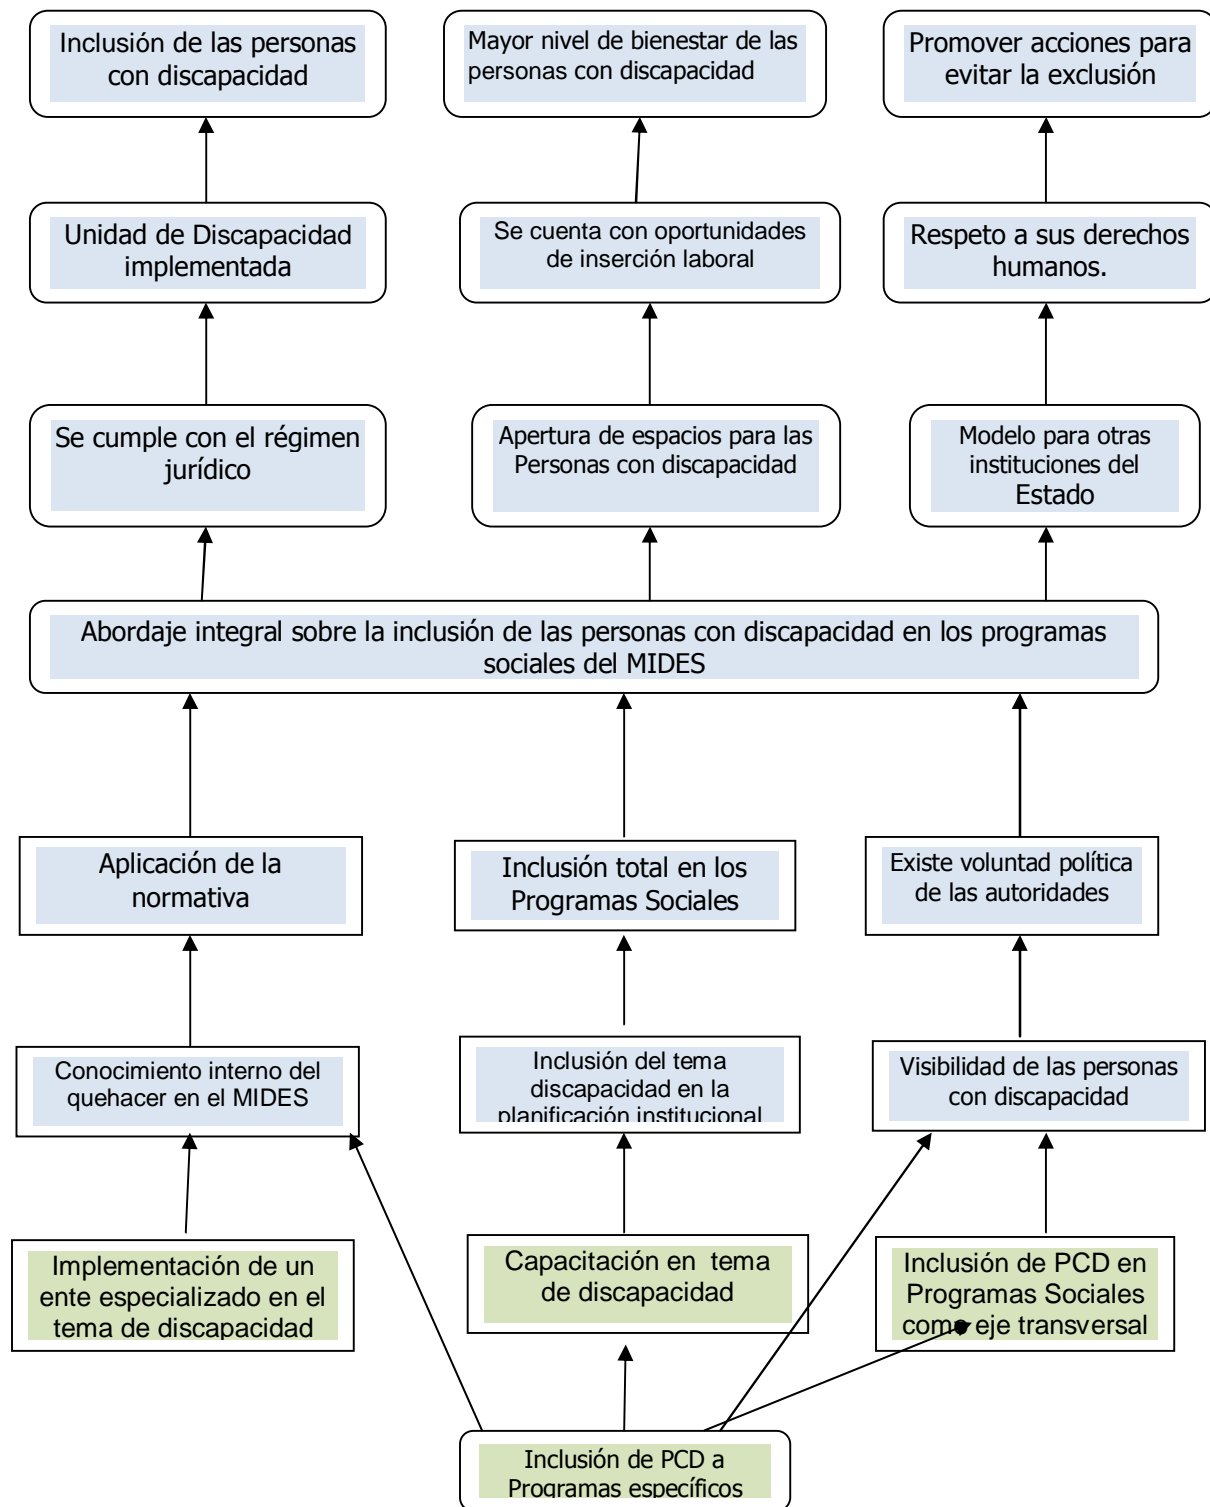 Inclusión de las personas
con discapacidad
Mayor nivel de bienestar de las
personas con discapacidad
Promover acciones para
evitar la exclusión
Unidad de Discapacidad
implementada
Se cuenta con oportunidades
de inserción laboral
Respeto a sus derechos
humanos.
Se cumple con el régimen
jurídico
Apertura de espacios para las
Personas con discapacidad
Modelo para otras
instituciones del
Estado
Abordaje integral sobre la inclusión de las personas con discapacidad en los programas
sociales del MIDES
Aplicación de la
normativa
Inclusión total en los
Programas Sociales
Existe voluntad política
de las autoridades
Conocimiento interno del
quehacer en el MIDES
Inclusión del tema
discapacidad en la
planificación institucional
Visibilidad de las personas
con discapacidad
Implementación de un
ente especializado en el
tema de discapacidad
Capacitación en tema
de discapacidad
Inclusión de PCD en
Programas Sociales
como eje transversal
Inclusión de PCD a
Programas específicos